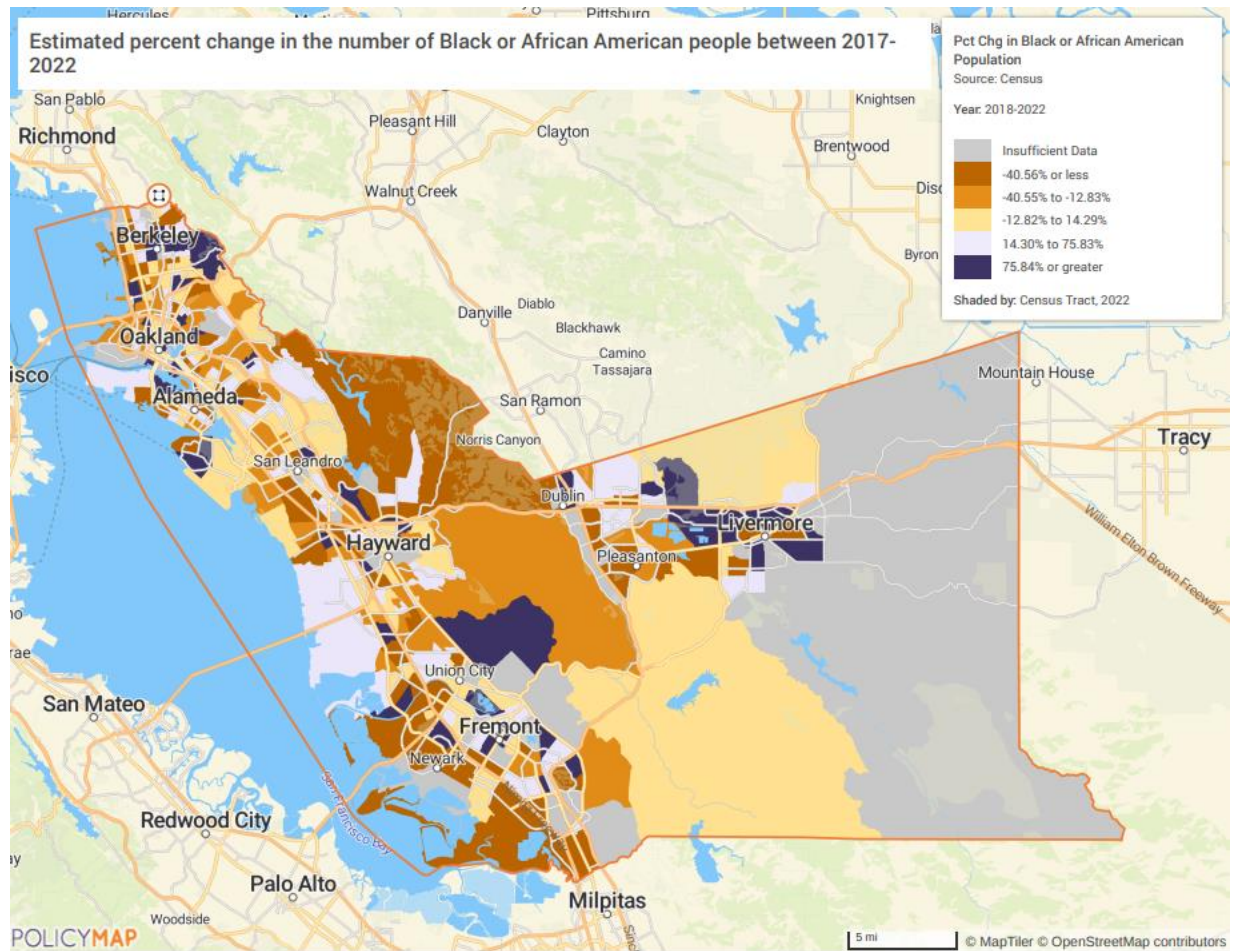 Hercules
Pittsburg
Estimated percent change in the number of Black or African American people between 2017-
2022
Pct Chg in Black or African American
Population
Source: Census
Year: 2018-2022
Insufficient Data
-40.56% or less
-40.55% to -12.83%
-12.82% to 14.29%
14.30% to 75.83%
75.84% or greater
Shaded by: Census Tract, 2022
San Pablo
Knightsen
Richmond
Pleasant Hill
Clayton
Brentwood
Walnut Creek
Disc
Berkeley
Byron
Danville
Diablo
Blackhawk
Oakland
Camino
Tassajara
isco
Mountain House
Alameda
San Ramon
Tracy
Norris Canyon
San Leandro
Dublin
William Elton Brown Freeway
Livermore
Hayward
Pleasanton
no
rae
Union City
San Mateo
Fremont
Newark
San Francisco Bay
Redwood City
ay
Palo Alto
Milpitas
Woodside
POLICYMAP
5 mi
© MapTiler © OpenStreetMap contributors